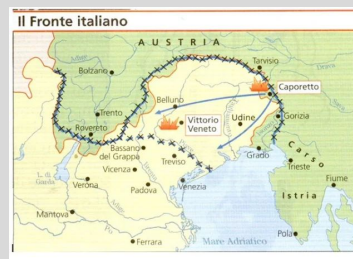 Il Fronte italiano
AUSTRIA
Tarvisio
Bolzano
Caporetto
Belluno
Trento
Udine
Gorizia
Vittorio
Veneto
Rovereto
Bassano
del Grappa
Treviso
Grado
Carso
Vicenza
Trieste
L. di
Garda
Verona
Padova
Venezia
Istria
Fiume
Mantova
Ferrara
Mare Adriatico
Pola